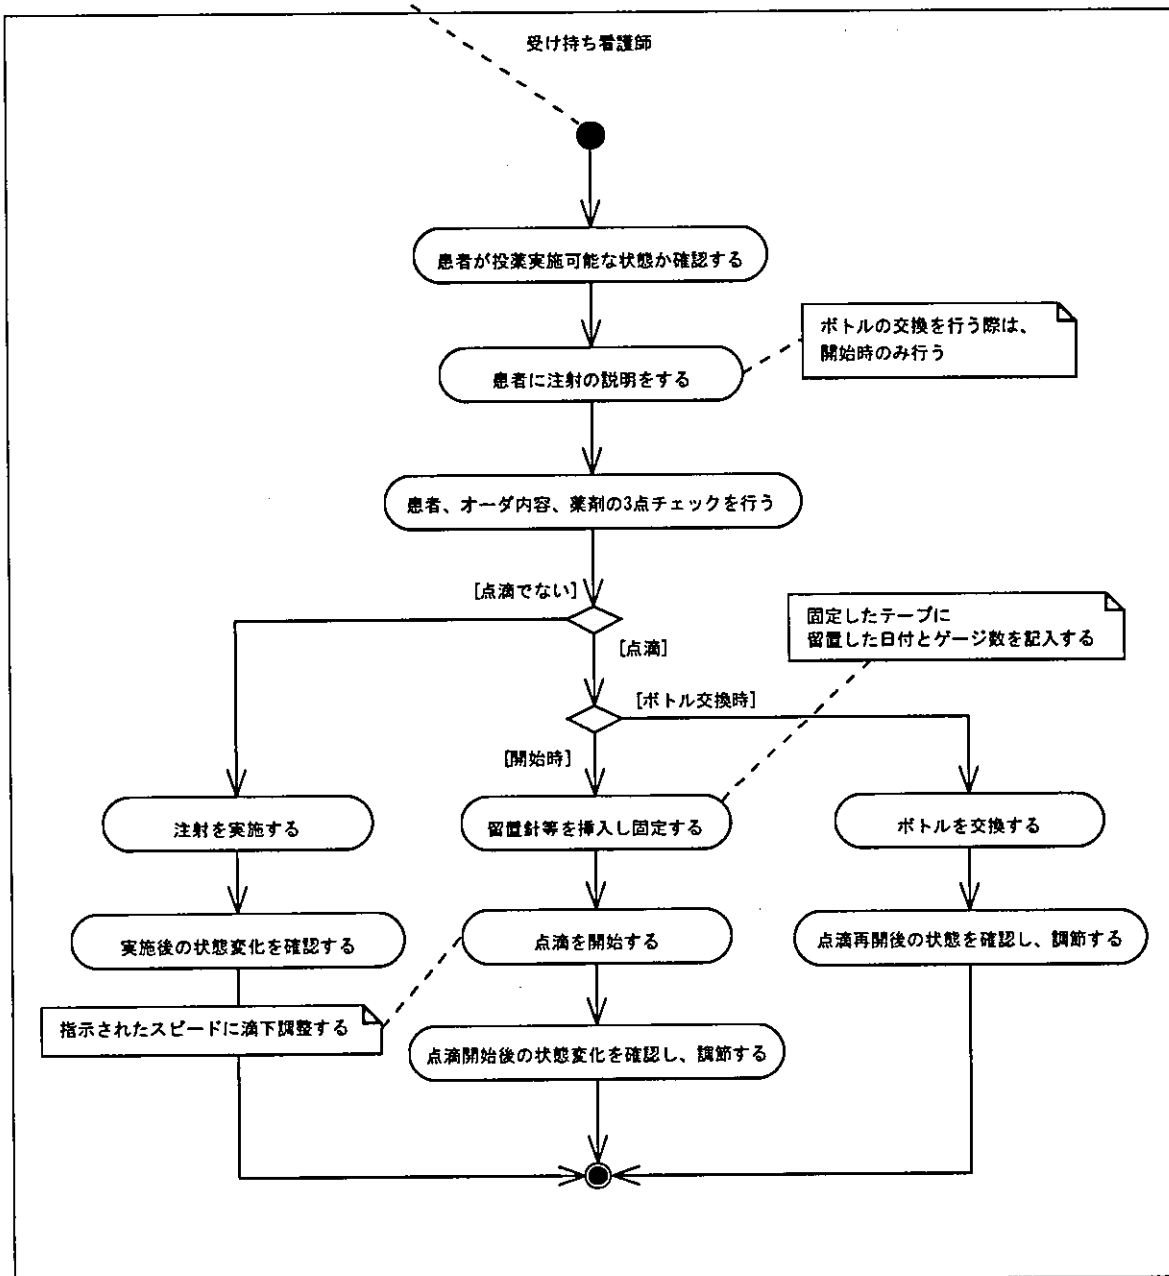 受け持ち看護師
患者が投薬実施可能な状態か確認する
ボトルの交換を行う際は、
開始時のみ行う
患者に注射の説明をする
患者、オーダ内容、薬剤の3点チェックを行う
[点滴でない]
固定したテープに
留置した日付とゲージ数を記入する
[点滴]
[ボトル交換時]
[開始時]
注射を実施する
留置針等を挿入し固定する
ボトルを交換する
実施後の状態変化を確認する
点滴を開始する
点滴再開後の状態を確認し、調節する
指示されたスピードに滴下調整する
点滴開始後の状態変化を確認し、調節する